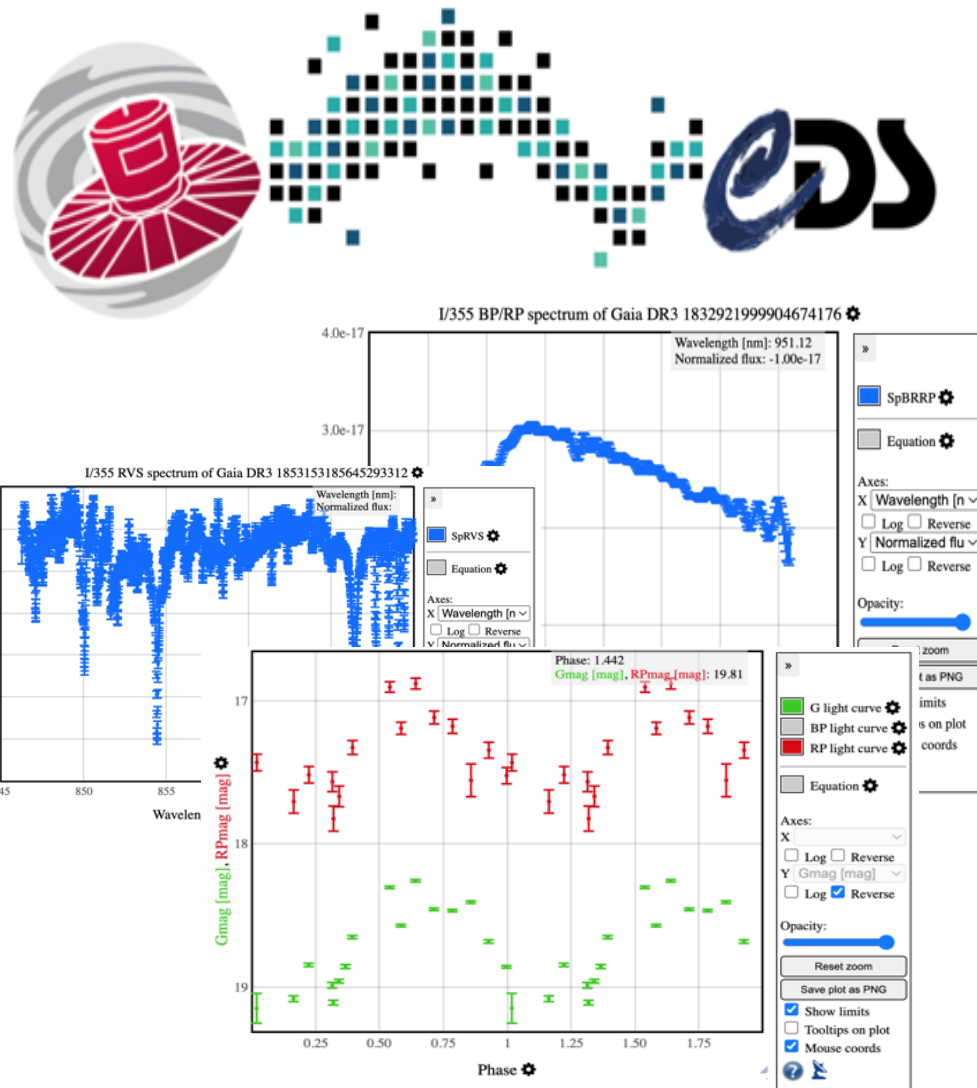 CDS
I/355 BP/RP spectrum of Gaia DR3 1832921999904674176
4.0e-17
3.0e-17
Wavelength [nm]: 951.12
Normalized flux: -1.00e-17
»
SpBRRP
Equation
Axes:
X Wavelength [n
Log Reverse
Y Normalized flu
Log Reverse
Opacity:
zoom
t as PNG
imits
s on plot
coords
I/355 RVS spectrum of Gaia DR3 1853153185645293312
Wavelength [nm]:
Normalized flux:
45 850 855
Wavelen
»
SpRVS
Equation
Axes:
X Wavelength [n
Log Reverse
Y Normalized flu
Phase: 1.442
Gmag [mag], RPmag [mag]: 19.81
Gmag [mag], RPmag [mag]
17
18
19
0.25 0.50 0.75 1 1.25 1.50 1.75
Phase
»
G light curve
BP light curve
RP light curve
Equation
Axes:
X
Log Reverse
Y Gmag [mag]
Log Reverse
Opacity:
Reset zoom
Save plot as PNG
Show limits
Tooltips on plot
Mouse coords
?